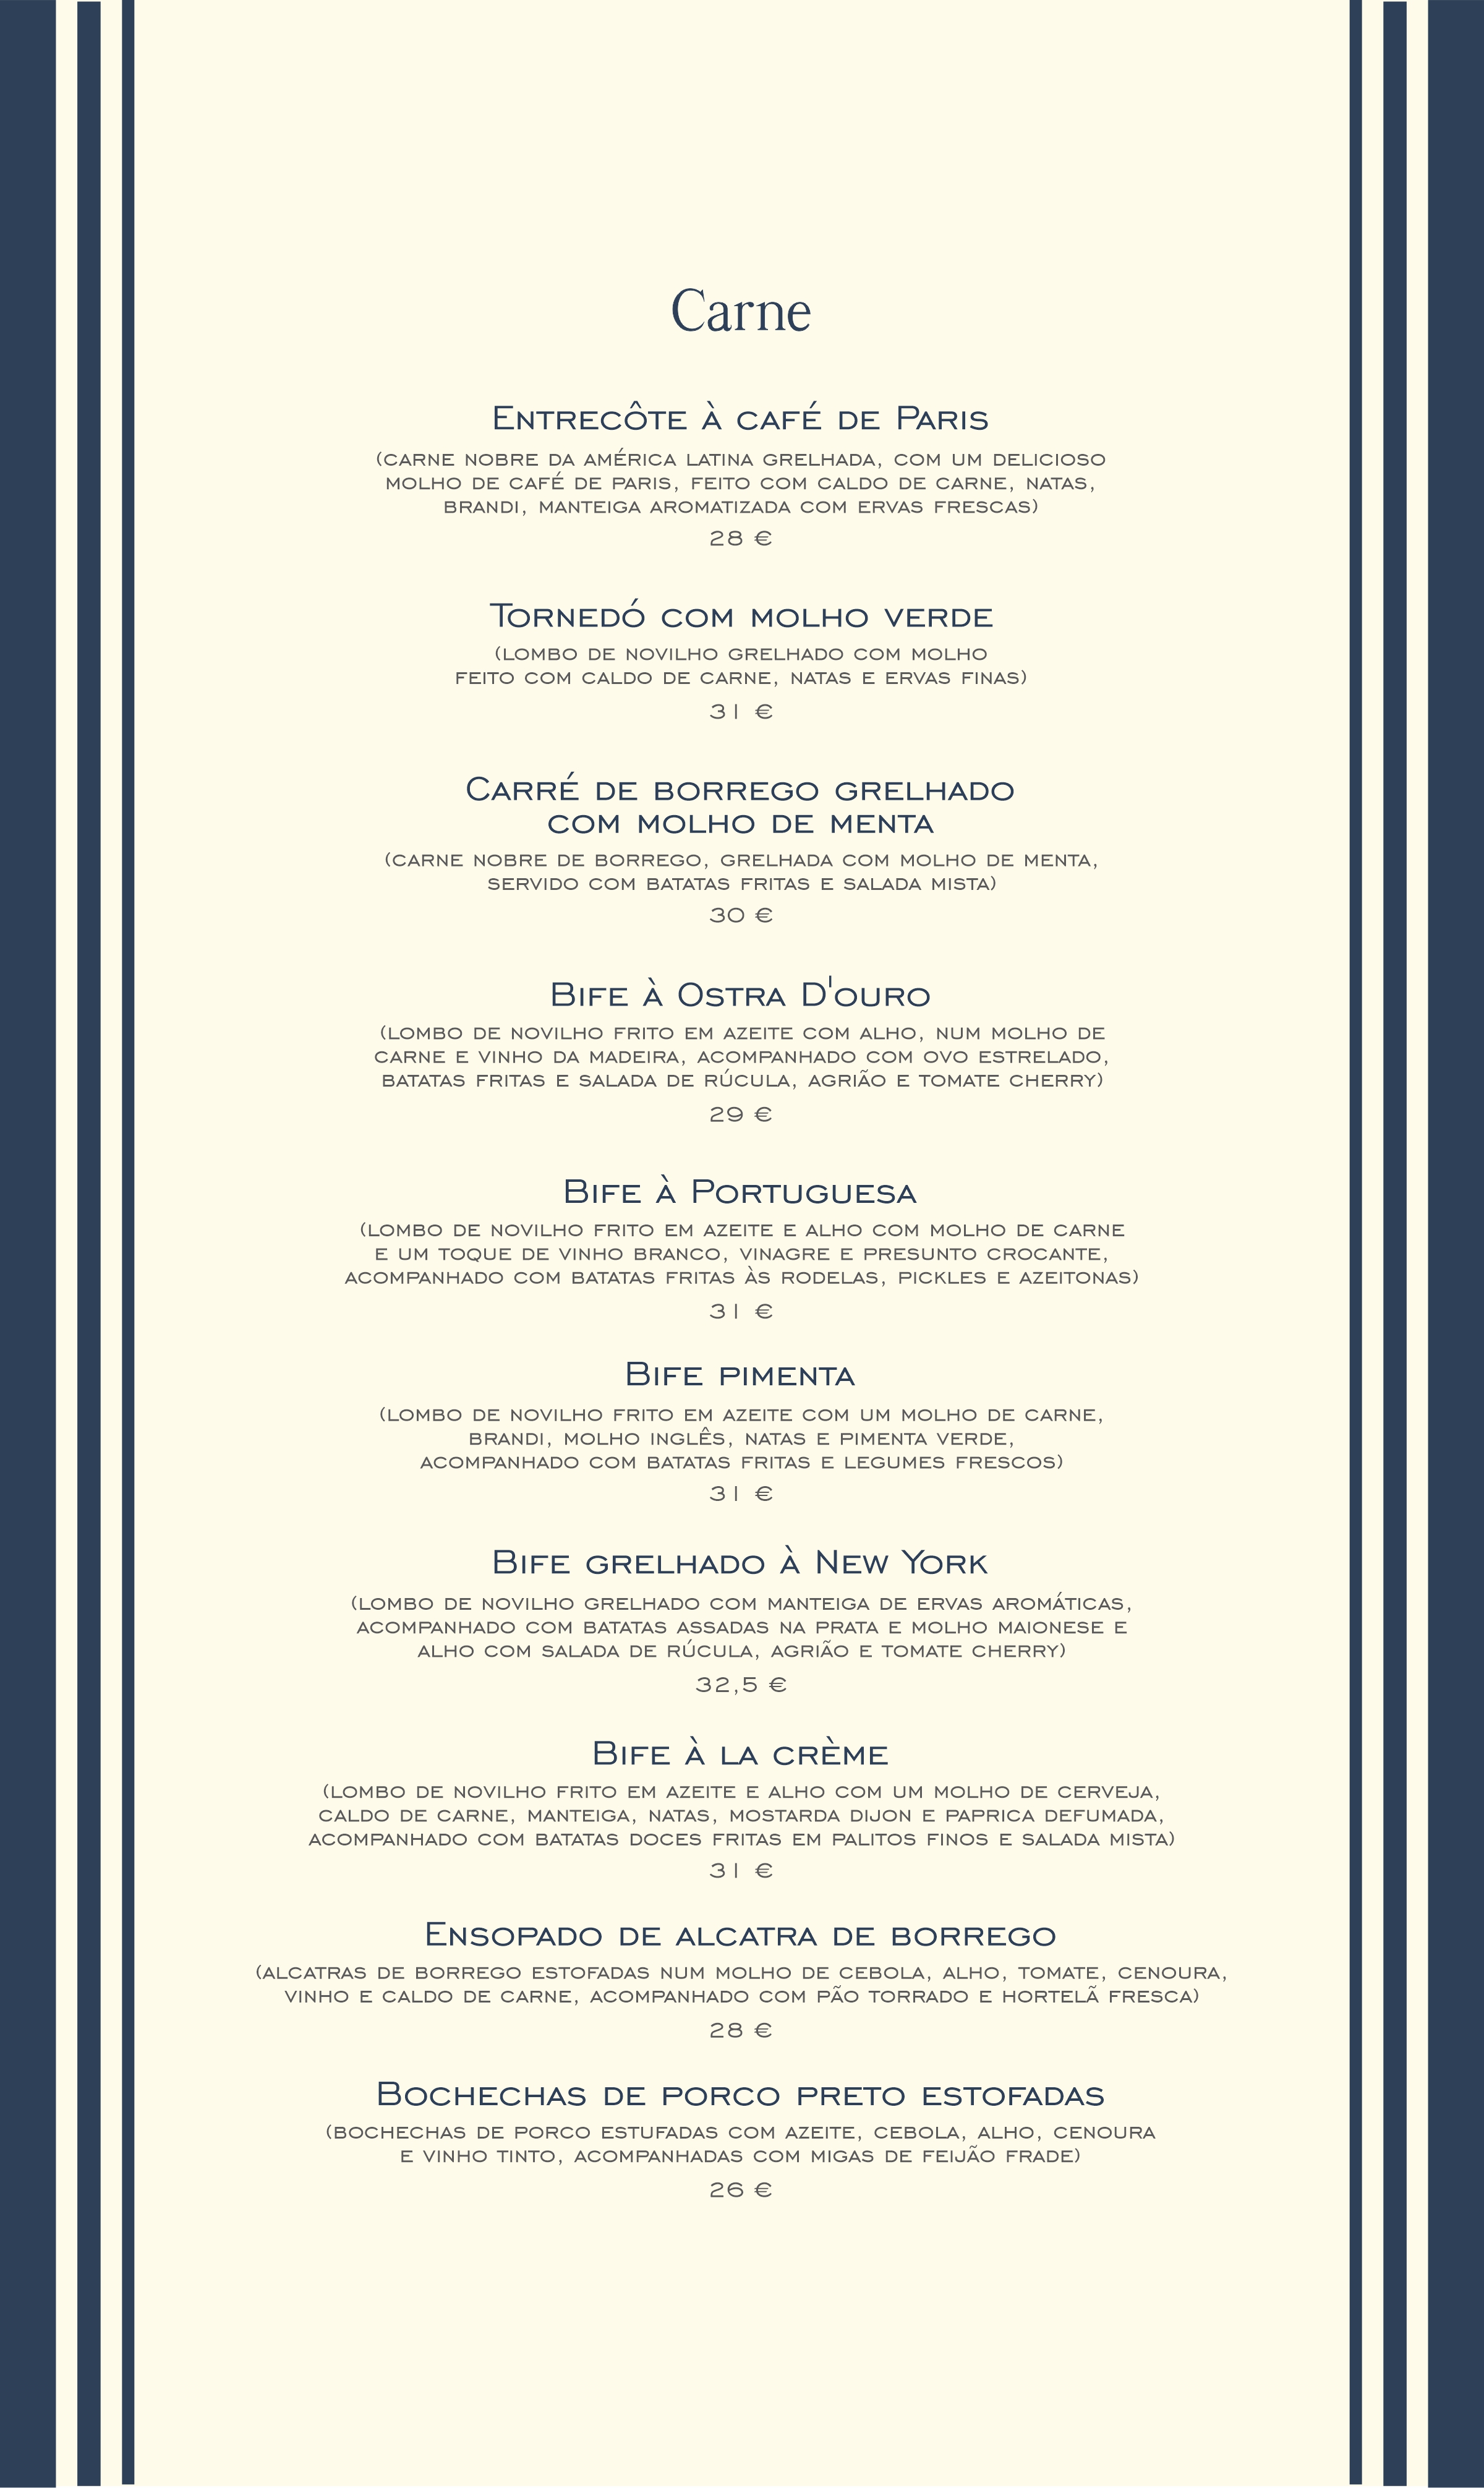 Carne
Entrecôte à café de Paris
(carne nobre da américa latina grelhada, com um delicioso
molho de café de paris, feito com caldo de carne, natas,
brandi, manteiga aromatizada com ervas frescas)
28 €
Tornedó com molho verde
(lombo de novilho grelhado com molho
feito com caldo de carne, natas e ervas finas)
31 €
Carré de borrego grelhado
com molho de menta
(carne nobre de borrego, grelhada com molho de menta,
servido com batatas fritas e salada mista)
30 €
Bife à Ostra D'ouro
(lombo de novilho frito em azeite com alho, num molho de
carne e vinho da madeira, acompanhado com ovo estrelado,
batatas fritas e salada de rúcula, agrião e tomate cherry)
29 €
Bife à Portuguesa
(lombo de novilho frito em azeite e alho com molho de carne
e um toque de vinho branco, vinagre e presunto crocante,
acompanhado com batatas fritas às rodelas, pickles e azeitonas)
31 €
Bife pimenta
(lombo de novilho frito em azeite com um molho de carne,
brandi, molho inglês, natas e pimenta verde,
acompanhado com batatas fritas e legumes frescos)
31 €
Bife grelhado à New York
(lombo de novilho grelhado com manteiga de ervas aromáticas,
acompanhado com batatas assadas na prata e molho maionese e
alho com salada de rúcula, agrião e tomate cherry)
32,5 €
Bife à la crème
(lombo de novilho frito em azeite e alho com um molho de cerveja,
caldo de carne, manteiga, natas, mostarda dijon e paprica defumada,
acompanhado com batatas doces fritas em palitos finos e salada mista)
31 €
Ensopado de alcatra de borrego
(alcatras de borrego estofadas num molho de cebola, alho, tomate, cenoura,
vinho e caldo de carne, acompanhado com pão torrado e hortelã fresca)
28 €
Bochechas de porco preto estofadas
(bochechas de porco estufadas com azeite, cebola, alho, cenoura
e vinho tinto, acompanhadas com migas de feijão frade)
26 €